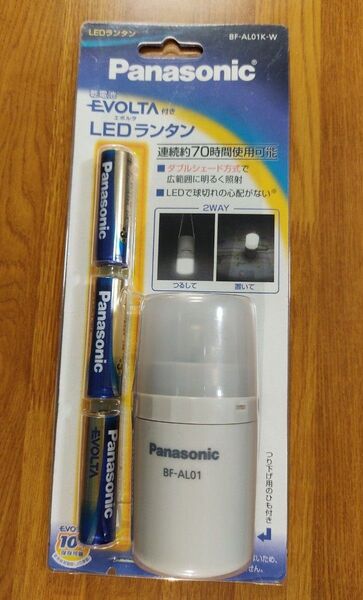 LEDランタン
BF-AL01K-W
Panasonic
乾電池
EVOLTA付き
エボルタ
LEDランタン
連続約70時間使用可能
■ダブルシェード方式で
広範囲に明るく照射
■LEDで球切れの心配がない
2WAY
つるして
置いて
Panasonic
Panasonic
EVOLTA
Panasonic
Panasonic
BF-AL01
つり下げ用のひも付き
EVO
10